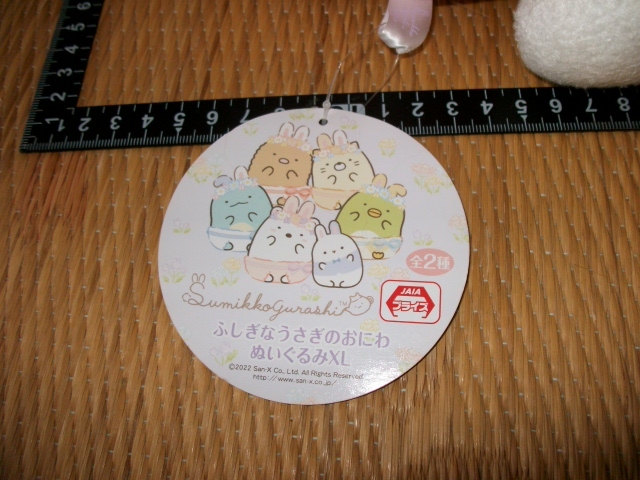 全2種
Sumikkogurashi™
JAIA
プライズ
ふしぎなうさぎのおにわ
ぬいぐるみXL
©2022 San-X Co., Ltd. All Rights Reserved.
http://www.san-x.co.jp/